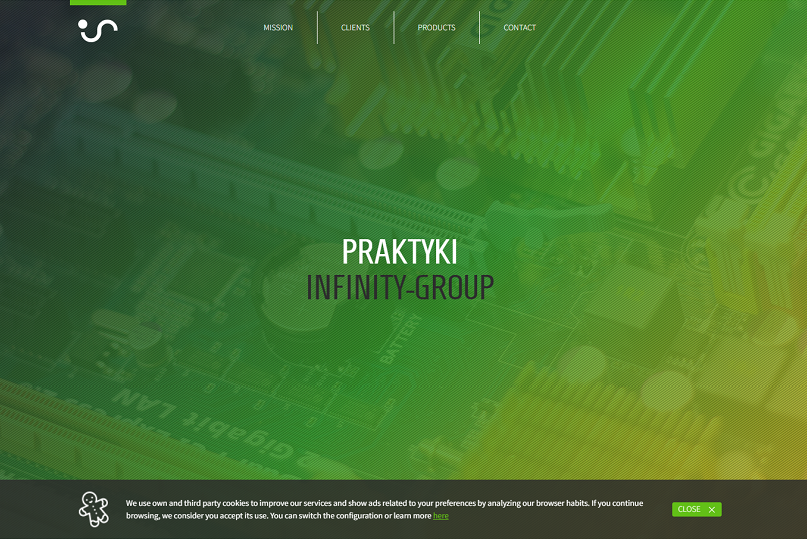 MISSION
CLIENTS
PRODUCTS
CONTACT
PRAKTYKI
INFINITY-GROUP
BATTERY
2 Gigabit LAN
We use own and third party cookies to improve our services and show ads related to your preferences by analyzing our browser habits. If you continue
browsing, we consider you accept its use. You can switch the configuration or learn more here
CLOSE X